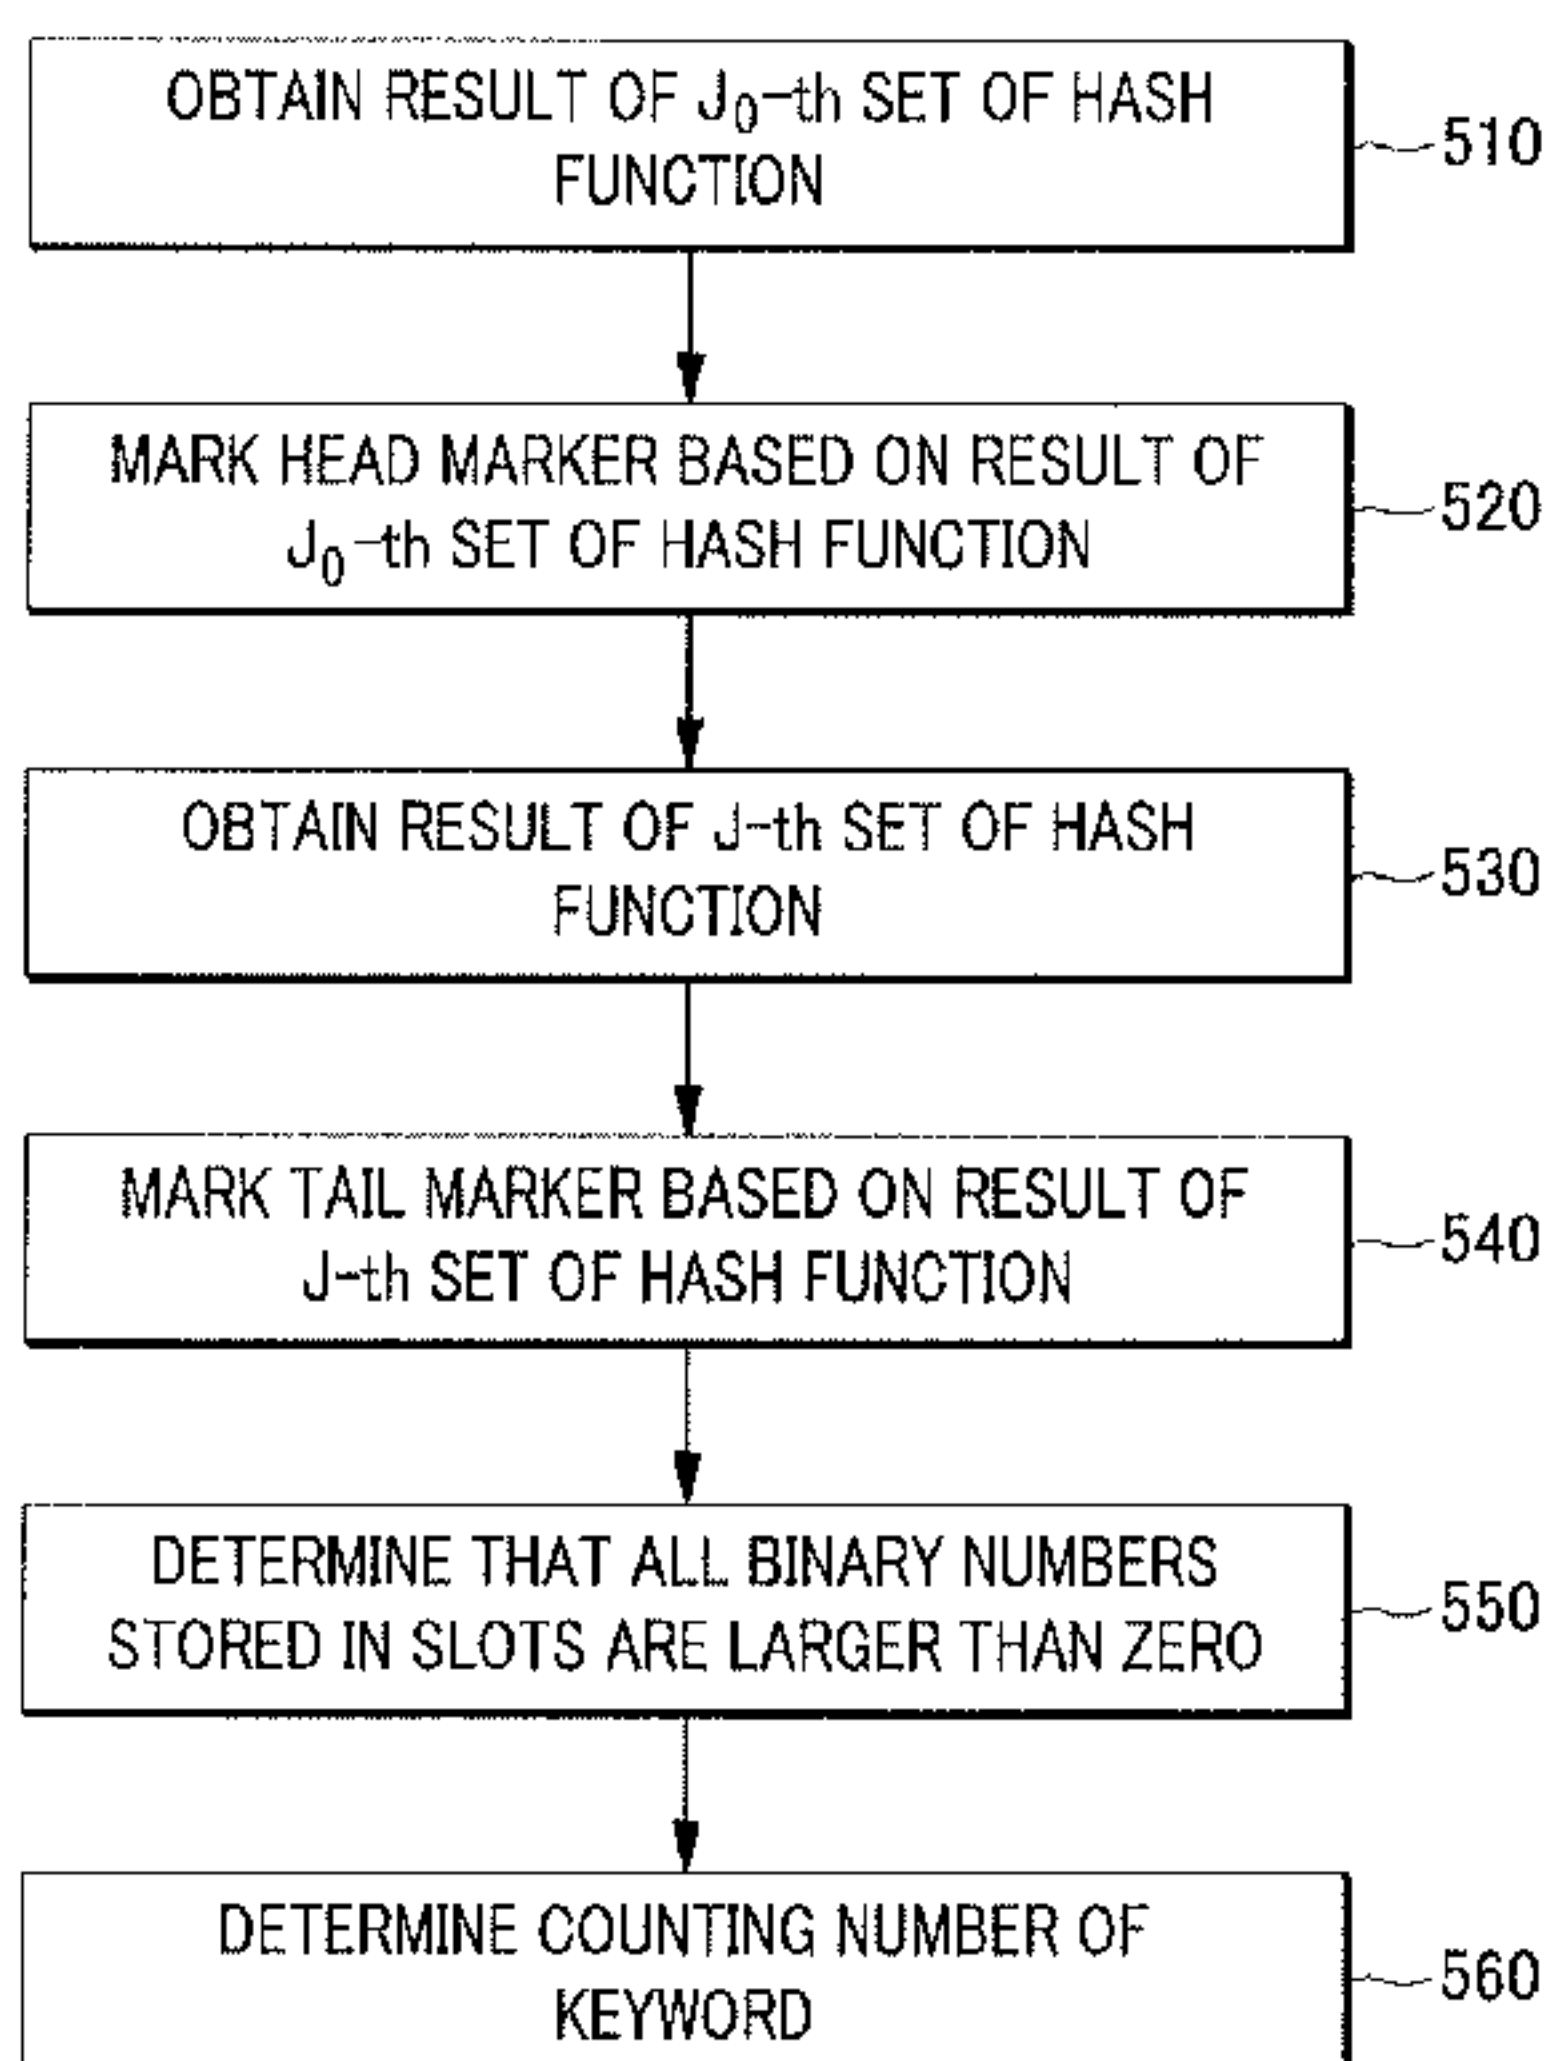 OBTAIN RESULT OF J₀-th SET OF HASH
FUNCTION
510
MARK HEAD MARKER BASED ON RESULT OF
J₀-th SET OF HASH FUNCTION
520
OBTAIN RESULT OF J-th SET OF HASH
FUNCTION
530
MARK TAIL MARKER BASED ON RESULT OF
J-th SET OF HASH FUNCTION
540
DETERMINE THAT ALL BINARY NUMBERS
STORED IN SLOTS ARE LARGER THAN ZERO
550
DETERMINE COUNTING NUMBER OF
KEYWORD
560